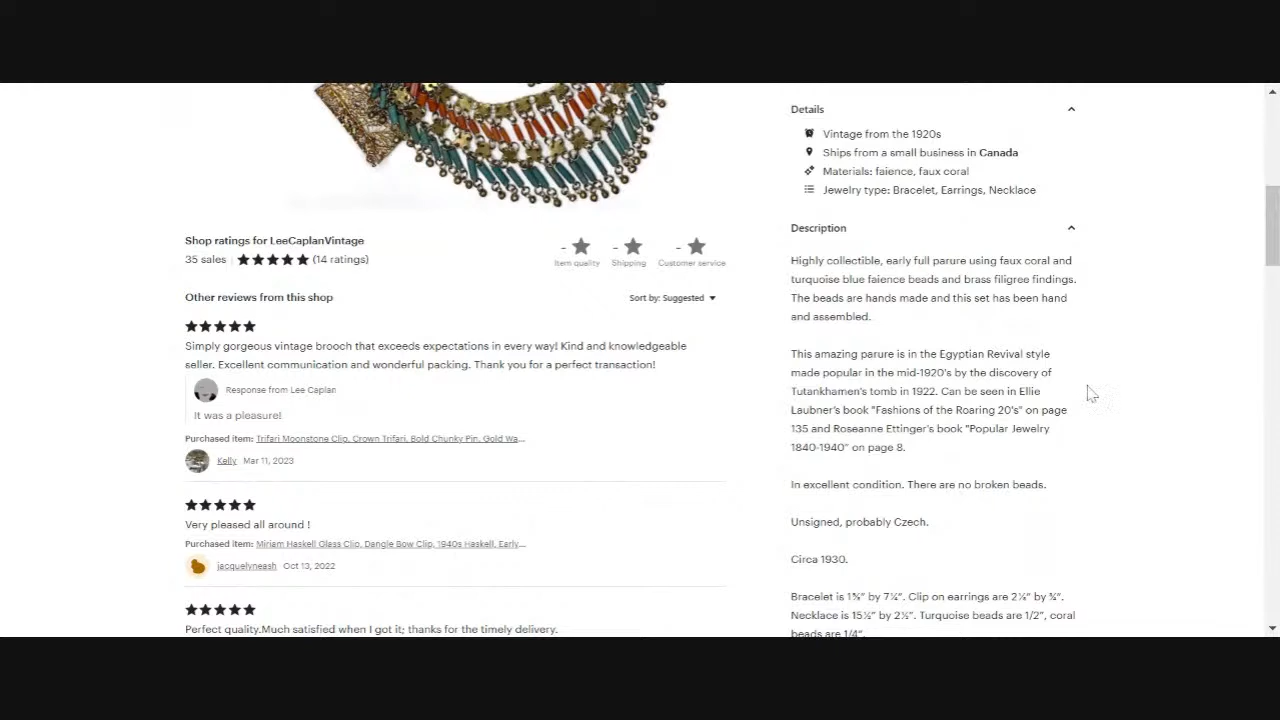 Shop ratings for LeeCaplanVintage
35 sales (14 ratings)
- Item quality
- Shipping
- Customer service
Other reviews from this shop
Sort by: Suggested
Simply gorgeous vintage brooch that exceeds expectations in every way! Kind and knowledgeable
seller. Excellent communication and wonderful packing. Thank you for a perfect transaction!
Response from Lee Caplan
It was a pleasure!
Purchased item: Trifari Moonstone Clip, Crown Trifari, Bold Chunky Pin, Gold Wa...
Kelly Mar 11, 2023
Very pleased all around !
Purchased item: Miriam Haskell Glass Clip, Dangle Bow Clip, 1940s Haskell, Early...
jacquelyneash Oct 13, 2022
Perfect quality.Much satisfied when I got it; thanks for the timely delivery.
Details
Vintage from the 1920s
Ships from a small business in Canada
Materials: faience, faux coral
Jewelry type: Bracelet, Earrings, Necklace
Description
Highly collectible, early full parure using faux coral and
turquoise blue faience beads and brass filigree findings.
The beads are hands made and this set has been hand
and assembled.
This amazing parure is in the Egyptian Revival style
made popular in the mid-1920's by the discovery of
Tutankhamen's tomb in 1922. Can be seen in Ellie
Laubner's book "Fashions of the Roaring 20's" on page
135 and Roseanne Ettinger's book "Popular Jewelry
1840-1940" on page 8.
In excellent condition. There are no broken beads.
Unsigned, probably Czech.
Circa 1930.
Bracelet is by 7¼". Clip on earrings are by ¾".
Necklace is 15½" by 2½". Turquoise beads are 1/2", coral
beads are 1/4".